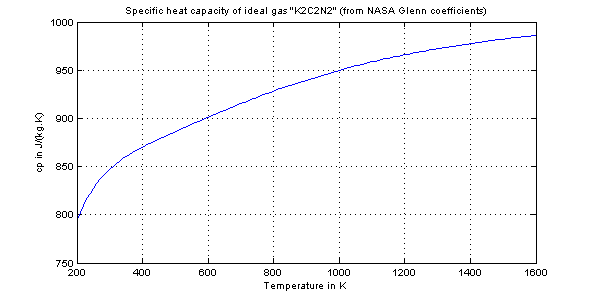 Specific heat capacity of ideal gas "K2C2N2" (from NASA Glenn coefficients)
1000
950
900
850
800
750
cp in J/(kg.K)
200 400 600 800 1000 1200 1400 1600
Temperature in K